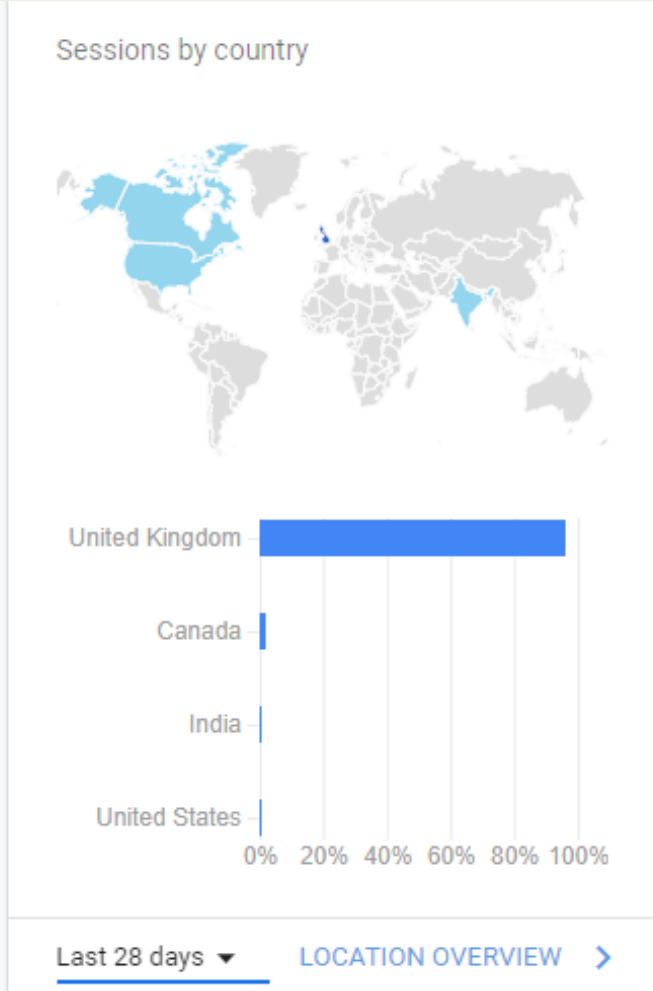 Sessions by country
United Kingdom
Canada
India
United States
0% 20% 40% 60% 80% 100%
Last 28 days LOCATION OVERVIEW